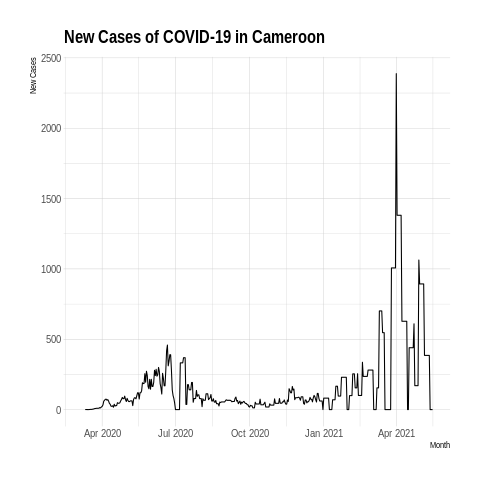 New Cases of COVID-19 in Cameroon
New Cases
2500
2000
1500
1000
500
0
Apr 2020
Jul 2020
Oct 2020
Jan 2021
Apr 2021
Month